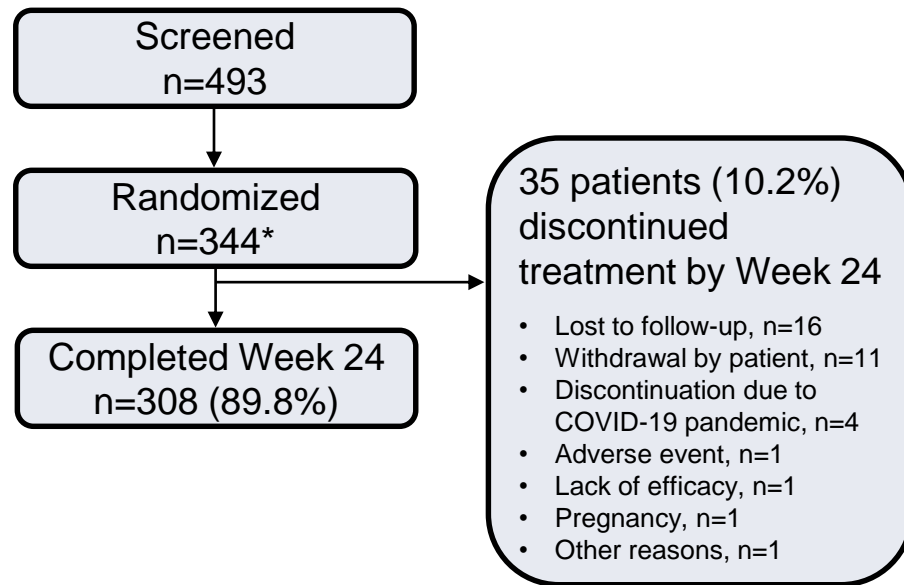 Screened
n=493
Randomized
n=344*
Completed Week 24
n=308 (89.8%)
35 patients (10.2%)
discontinued
treatment by Week 24
• Lost to follow-up, n=16
• Withdrawal by patient, n=11
• Discontinuation due to
COVID-19 pandemic, n=4
• Adverse event, n=1
• Lack of efficacy, n=1
• Pregnancy, n=1
• Other reasons, n=1